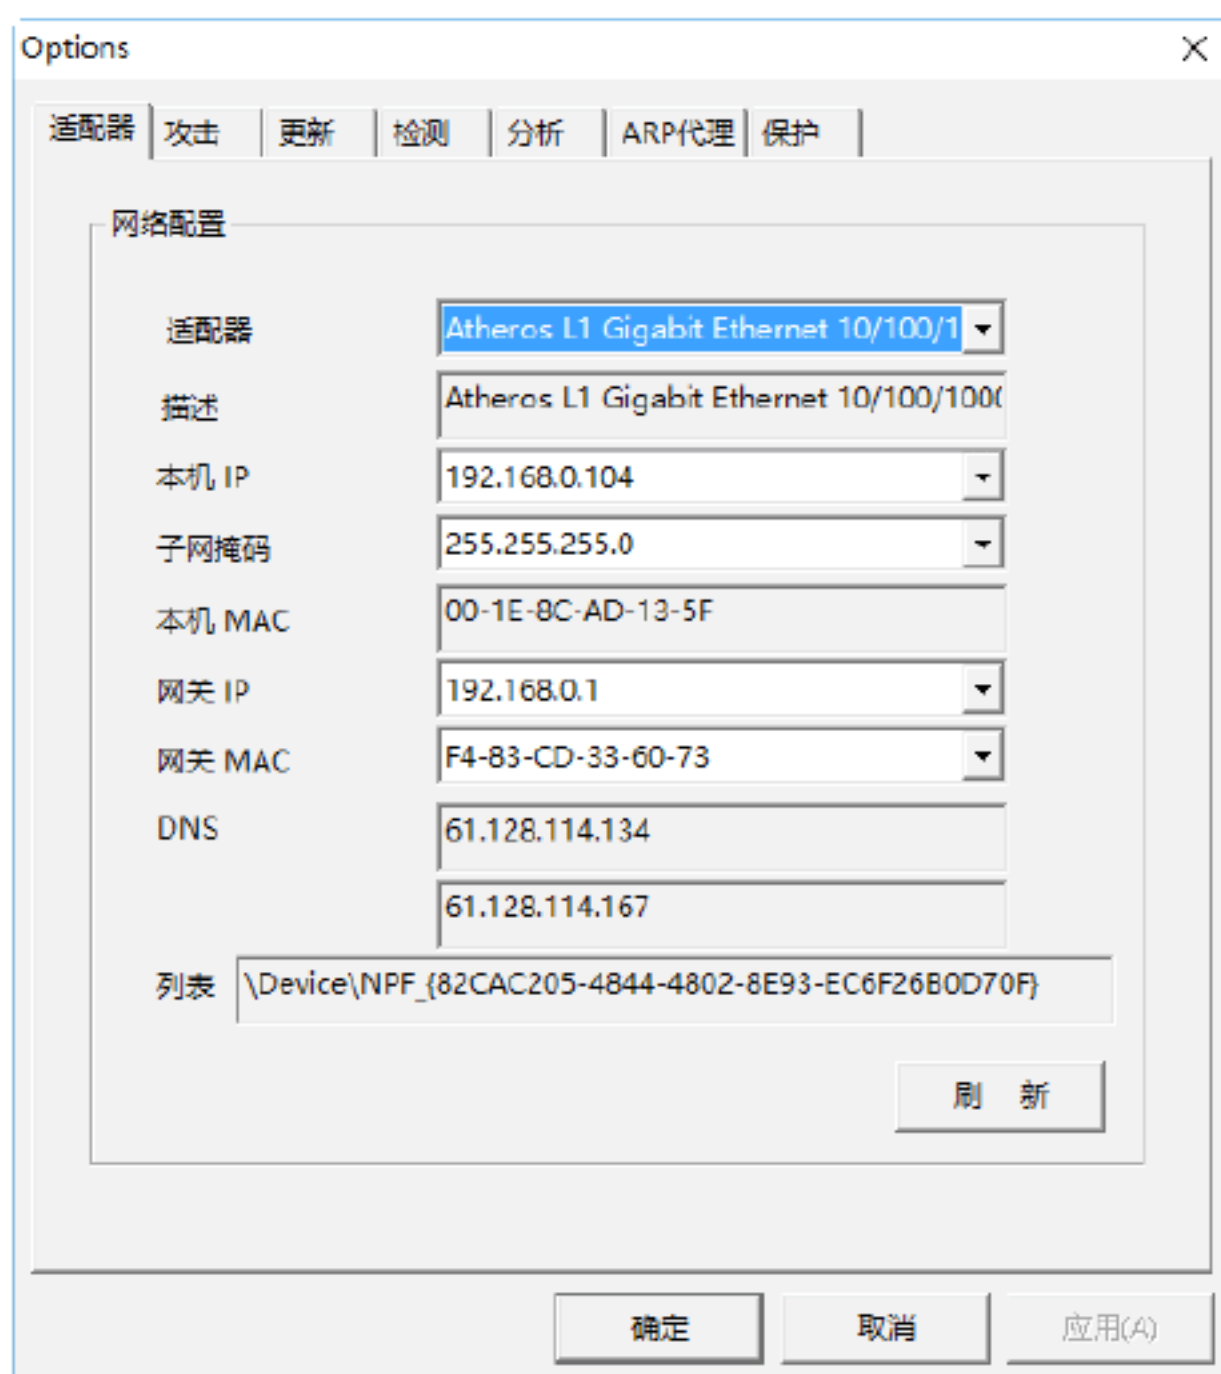 Options
适配器 攻击 更新 检测 分析 ARP代理 保护
网络配置
适配器 Atheros L1 Gigabit Ethernet 10/100/1
描述 Atheros L1 Gigabit Ethernet 10/100/100(
本机 IP 192.168.0.104
子网掩码 255.255.255.0
本机 MAC 00-1E-8C-AD-13-5F
网关 IP 192.168.0.1
网关 MAC F4-83-CD-33-60-73
DNS 61.128.114.134
61.128.114.167
列表 \Device\NPF_{82CAC205-4844-4802-8E93-EC6F26B0D70F}
刷 新
确定 取消 应用(A)